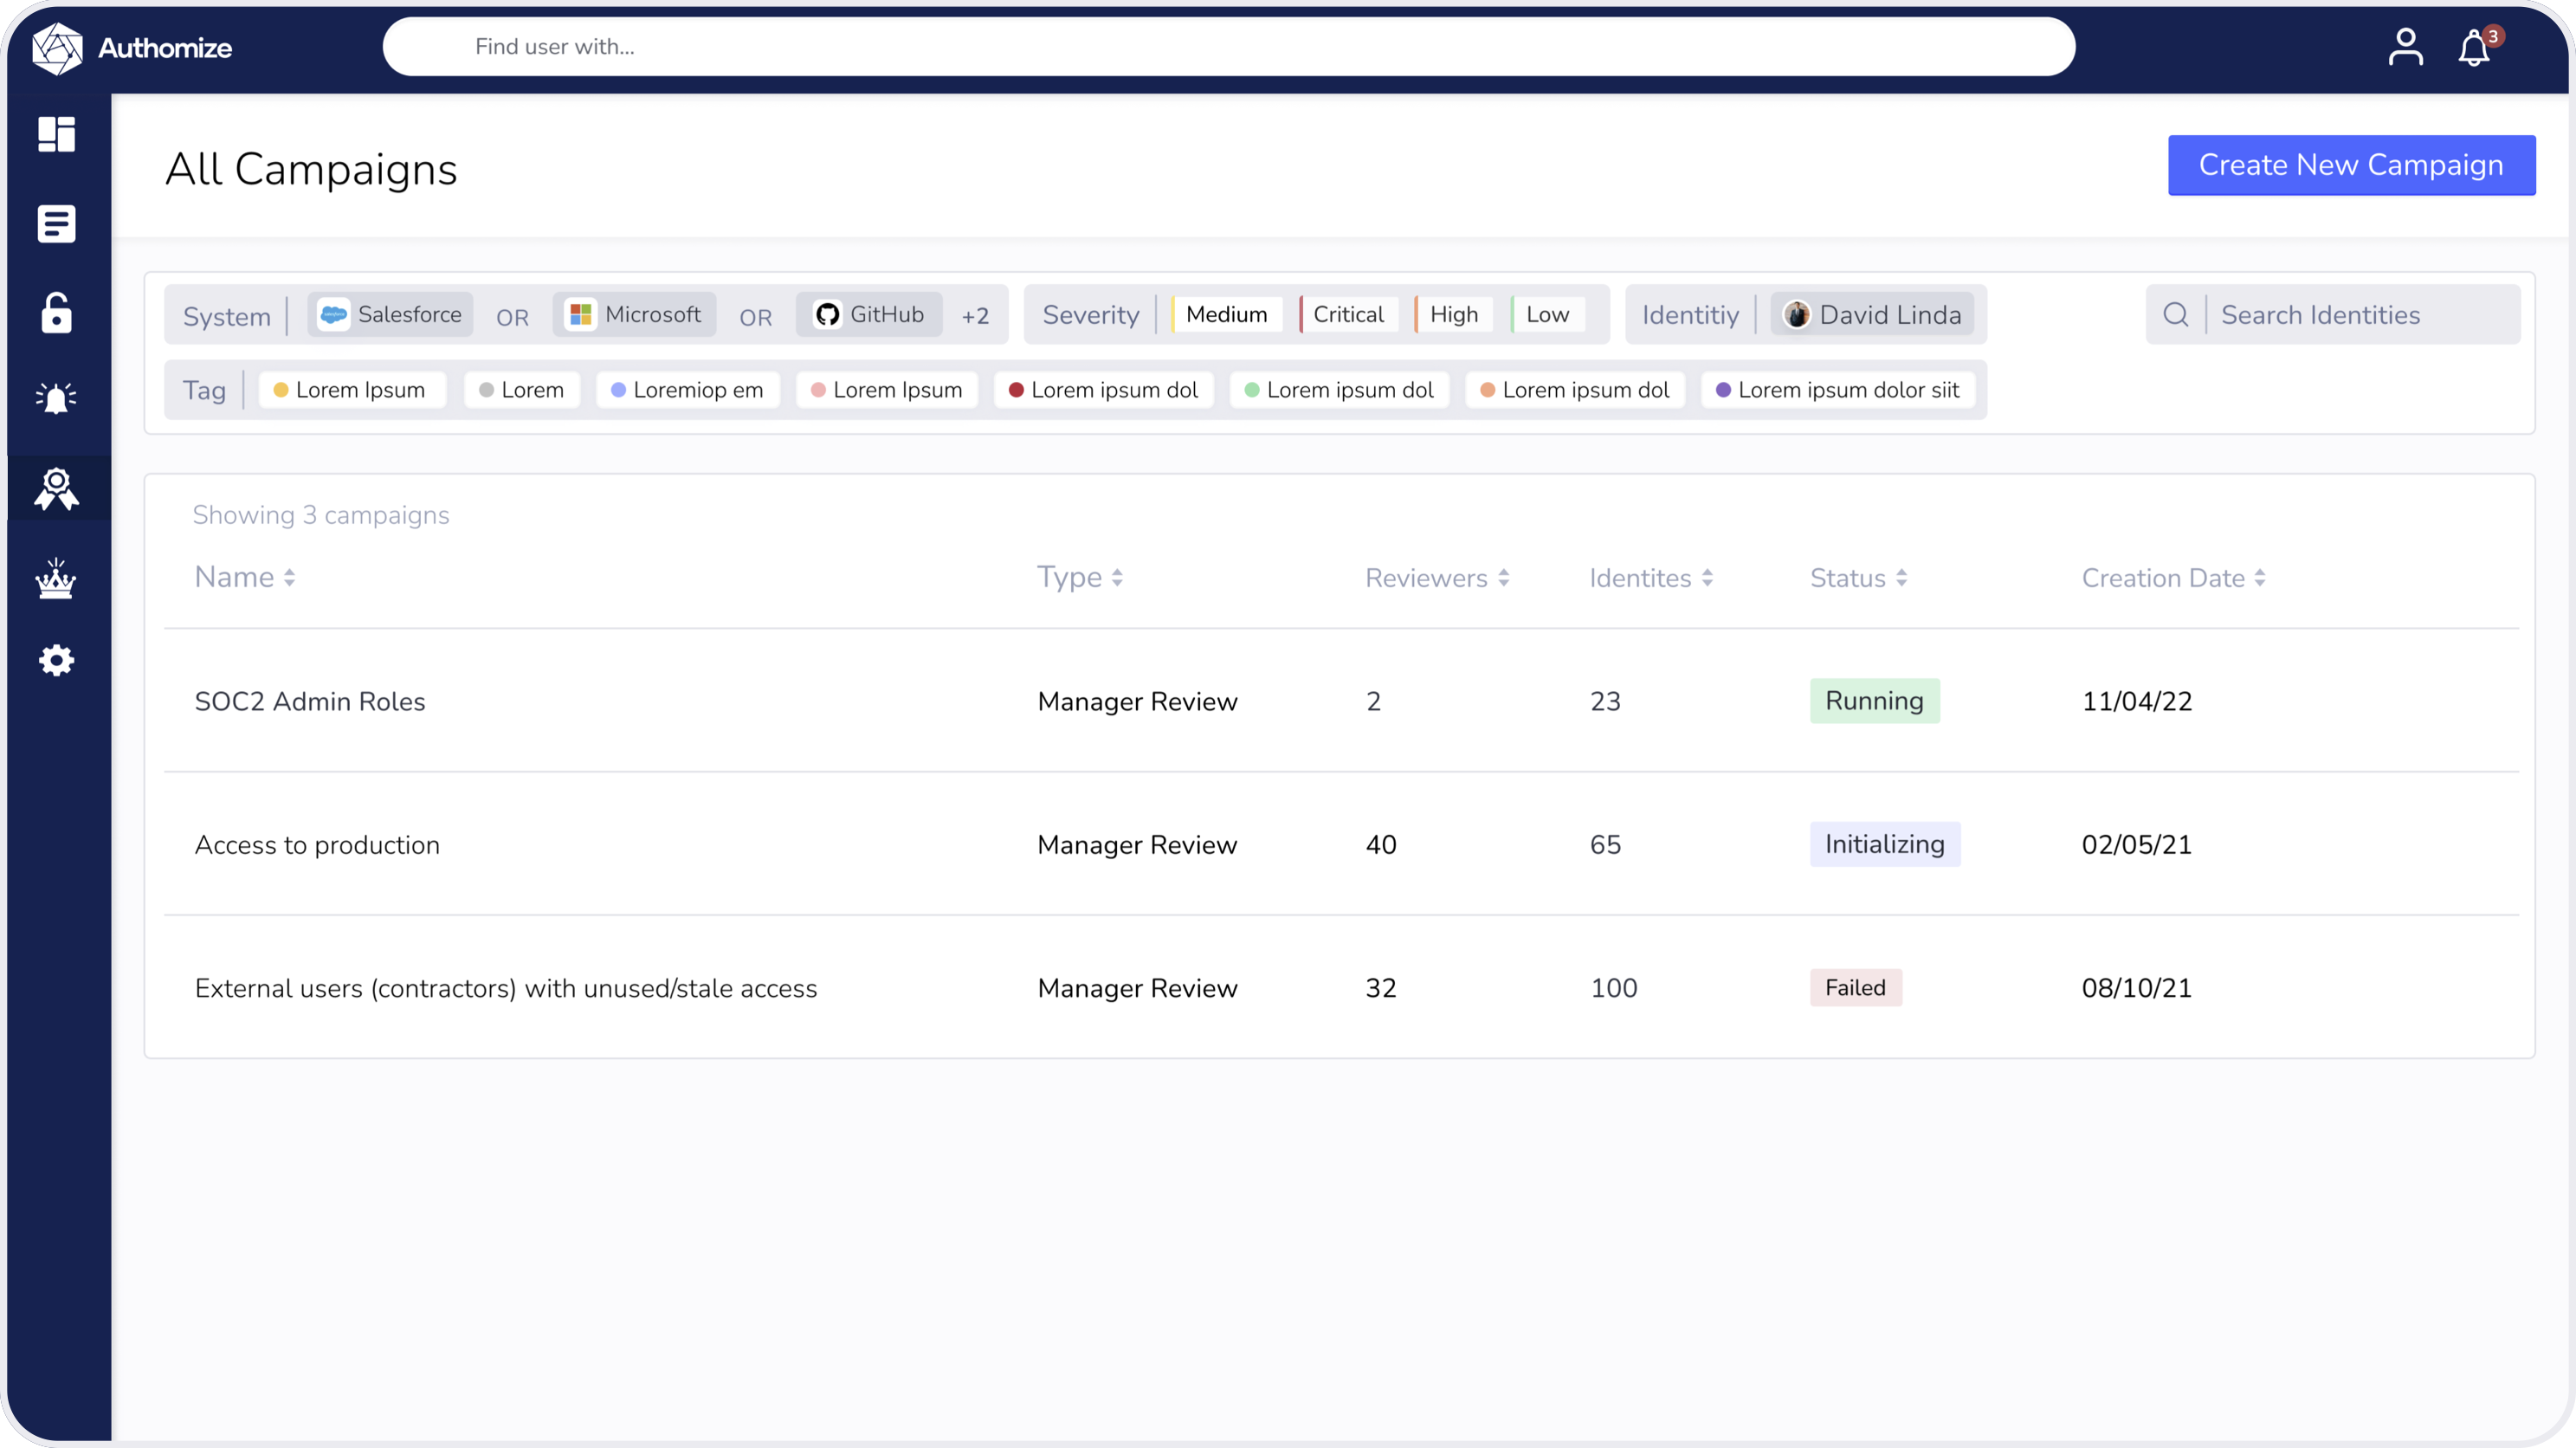 Authomize
Find user with...
3
All Campaigns
Create New Campaign
System Salesforce OR Microsoft OR GitHub +2 Severity Medium Critical High Low Identitiy David Linda Search Identities
Tag Lorem Ipsum Lorem Loremiop em Lorem Ipsum Lorem ipsum dol Lorem ipsum dol Lorem ipsum dol Lorem ipsum dolor siit
Showing 3 campaigns
Name Type Reviewers Identites Status Creation Date
SOC2 Admin Roles Manager Review 2 23 Running 11/04/22
Access to production Manager Review 40 65 Initializing 02/05/21
External users (contractors) with unused/stale access Manager Review 32 100 Failed 08/10/21